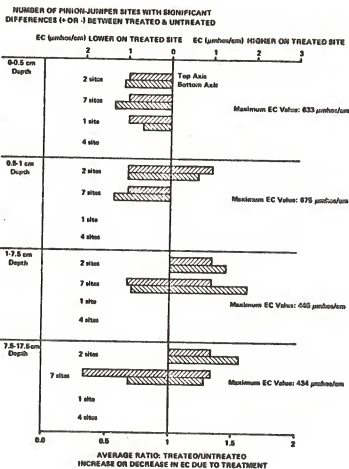 NUMBER OF PINION-JUNIPER SITES WITH SIGNIFICANT
DIFFERENCES (+ OR -) BETWEEN TREATED & UNTREATED
EC (µmhos/cm) LOWER ON TREATED SITE EC (µmhos/cm) HIGHER ON TREATED SITE
2 1 0 1 2 3
0-0.5 cm
Depth
2 sites
Top Axis
Bottom Axis
7 sites
Maximum EC Value: 633 µmhos/cm
1 site
4 site
0.5-1 cm
Depth
2 sites
7 sites
Maximum EC Value: 675 µmhos/cm
1 site
4 sites
1-7.5 cm
Depth
2 sites
7 sites
1 site
Maximum EC Value: 446 µmhos/cm
4 sites
7.5-17.5cm
Depth
2 sites
7 sites
Maximum EC Value: 434 µmhos/cm
1 site
4 sites
0.0 0.5 1 1.5 2
AVERAGE RATIO: TREATED/UNTREATED
INCREASE OR DECREASE IN EC DUE TO TREATMENT